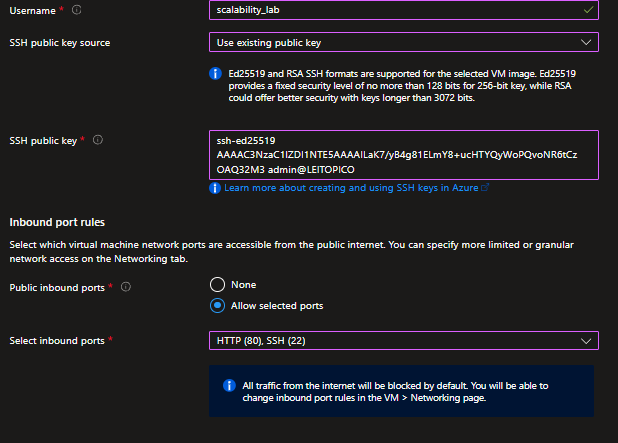 Username *
scalability_lab
SSH public key source
Use existing public key
Ed25519 and RSA SSH formats are supported for the selected VM image. Ed25519
provides a fixed security level of no more than 128 bits for 256-bit key, while RSA
could offer better security with keys longer than 3072 bits.
SSH public key *
ssh-ed25519
AAAAC3NzaC1lZDI1NTE5AAAAILaK7/yB4g81ELmY8+ucHTYQyWoPQvoNR6tCz
OAQ32M3 admin@LEITOPICO
Learn more about creating and using SSH keys in Azure
Inbound port rules
Select which virtual machine network ports are accessible from the public internet. You can specify more limited or granular
network access on the Networking tab.
Public inbound ports *
None
Allow selected ports
Select inbound ports *
HTTP (80), SSH (22)
All traffic from the internet will be blocked by default. You will be able to
change inbound port rules in the VM > Networking page.